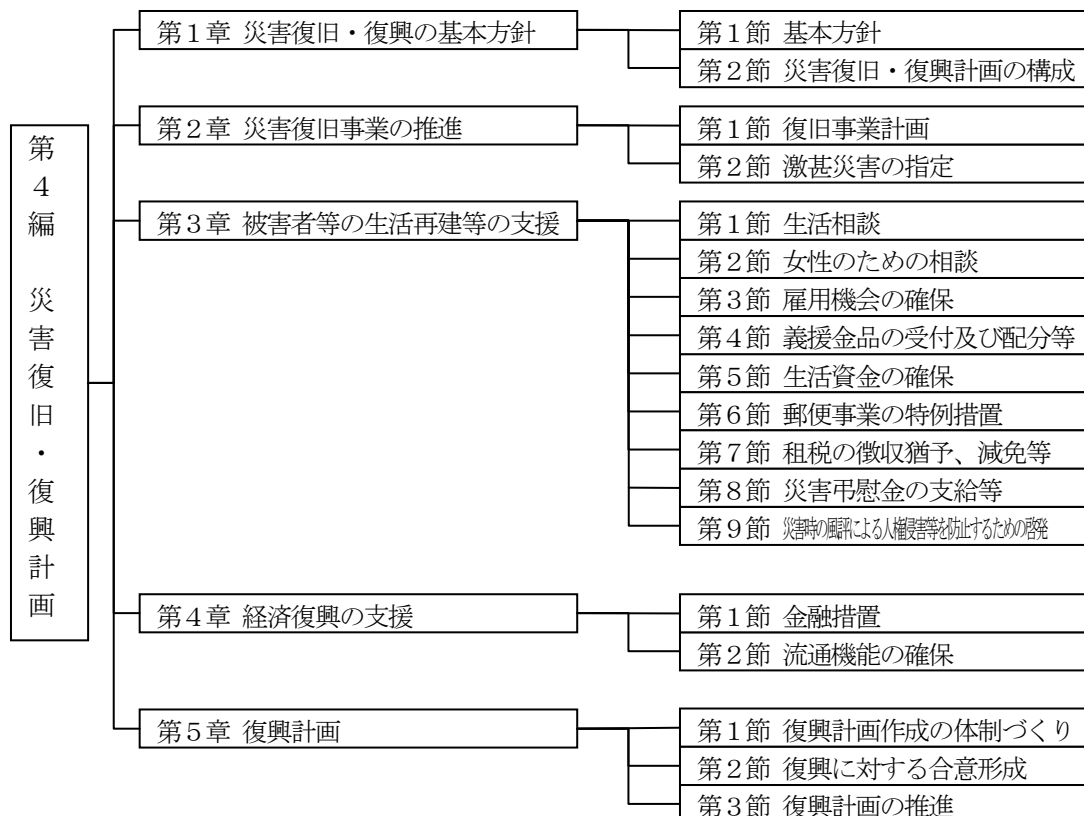 第４編　災害復旧・復興計画
第１章 災害復旧・復興の基本方針
第１節 基本方針
第２節 災害復旧・復興計画の構成
第２章 災害復旧事業の推進
第１節 復旧事業計画
第２節 激甚災害の指定
第３章 被害者等の生活再建等の支援
第１節 生活相談
第２節 女性のための相談
第３節 雇用機会の確保
第４節 義援金品の受付及び配分等
第５節 生活資金の確保
第６節 郵便事業の特例措置
第７節 租税の徴収猶予、減免等
第８節 災害弔慰金の支給等
第９節 災害時の風評による人権侵害等を防止するための啓発
第４章 経済復興の支援
第１節 金融措置
第２節 流通機能の確保
第５章 復興計画
第１節 復興計画作成の体制づくり
第２節 復興に対する合意形成
第３節 復興計画の推進